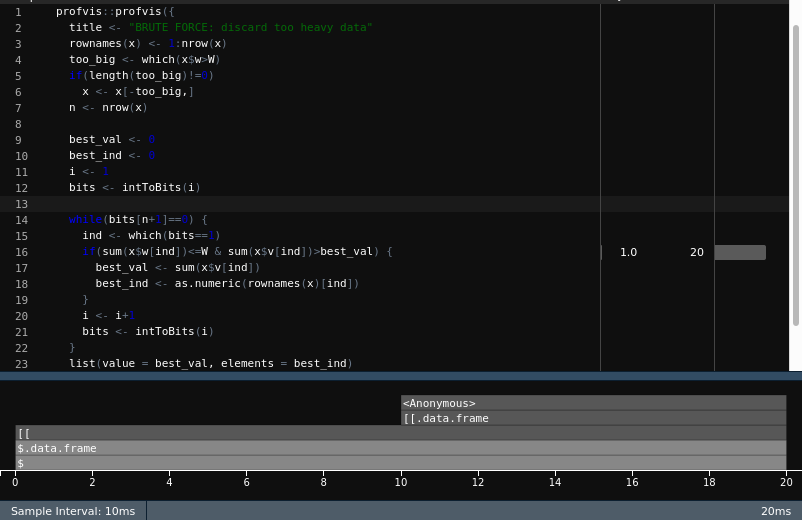 1 profvis::profvis({
2 title <- "BRUTE FORCE: discard too heavy data"
3 rownames(x) <- 1:nrow(x)
4 too_big <- which(x$w>W)
5 if(length(too_big)!=0)
6 x <- x[-too_big,]
7 n <- nrow(x)
8
9 best_val <- 0
10 best_ind <- 0
11 i <- 1
12 bits <- intToBits(i)
13
14 while(bits[n+1]==0) {
15 ind <- which(bits==1)
16 if(sum(x$w[ind])<=W & sum(x$v[ind])>best_val) { 1.0 20
17 best_val <- sum(x$v[ind])
18 best_ind <- as.numeric(rownames(x)[ind])
19 }
20 i <- i+1
21 bits <- intToBits(i)
22 }
23 list(value = best_val, elements = best_ind)
<Anonymous>
[[.data.frame
[[
$.data.frame
$
0 2 4 6 8 10 12 14 16 18 20
Sample Interval: 10ms 20ms